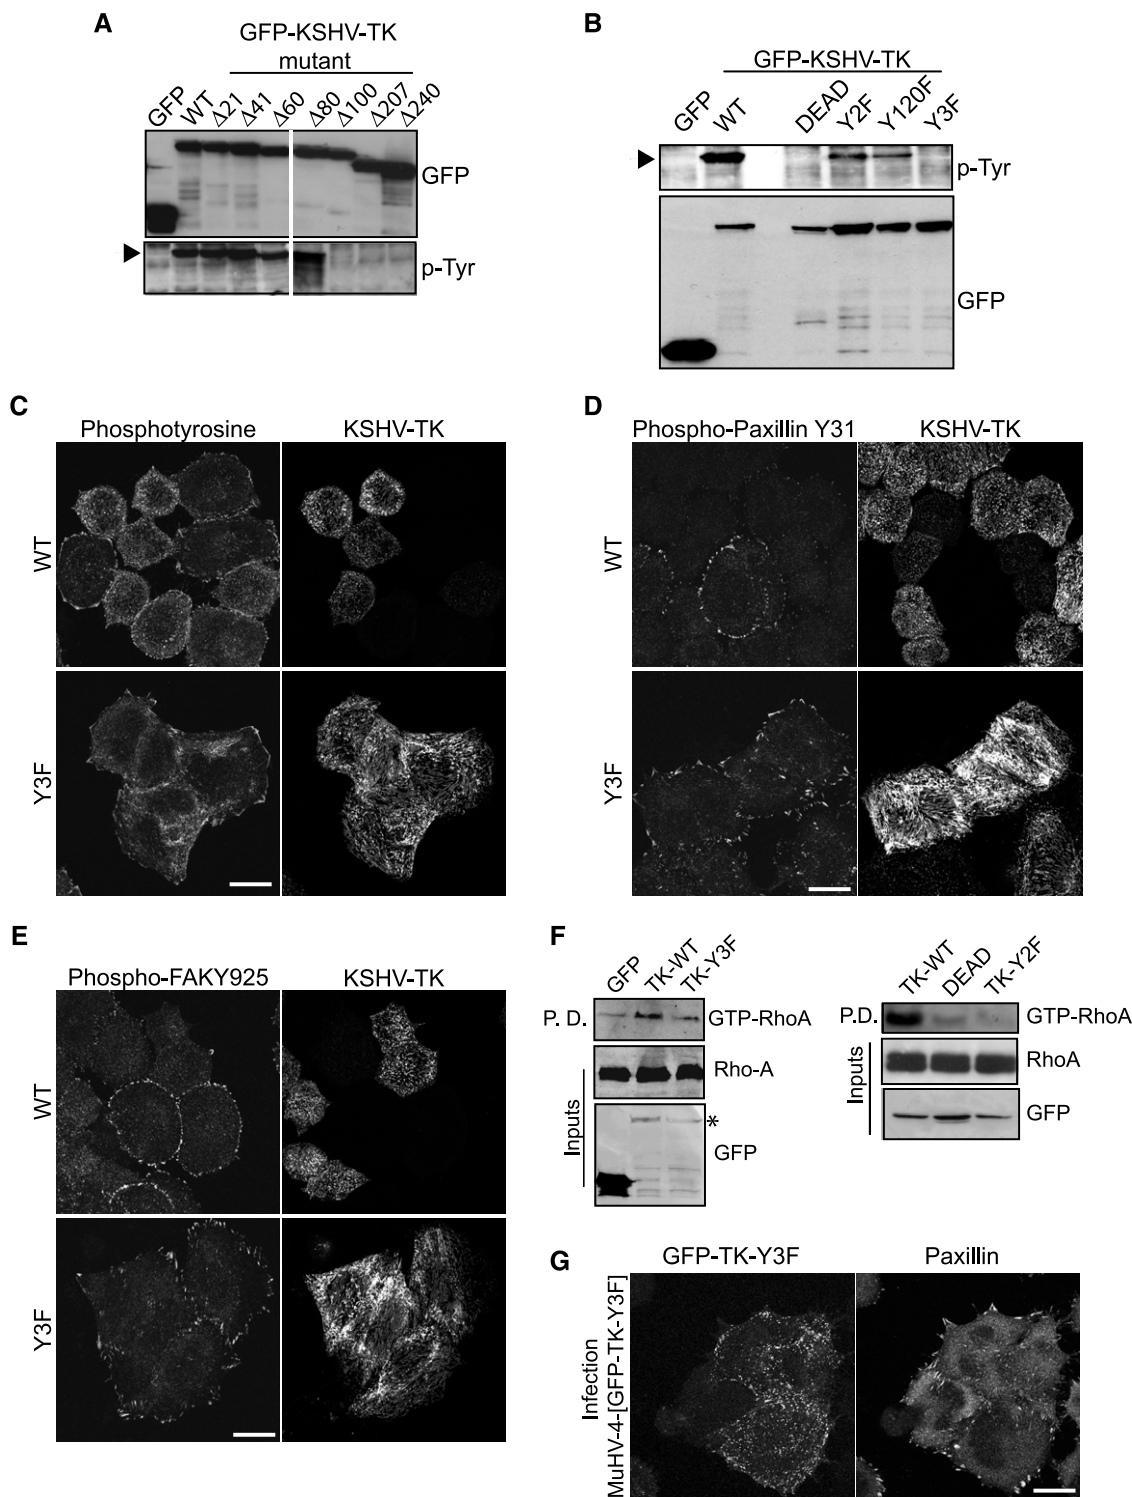 A
GFP-KSHV-TK
mutant
GFP
WT
Δ21
Δ41
Δ60
Δ80
Δ100
Δ207
Δ240
GFP
p-Tyr
B
GFP-KSHV-TK
GFP
WT
DEAD
Y2F
Y120F
Y3F
p-Tyr
GFP
C
Phosphotyrosine
KSHV-TK
WT
Y3F
D
Phospho-Paxillin Y31
KSHV-TK
WT
Y3F
E
Phospho-FAKY925
KSHV-TK
WT
Y3F
F
GFP
TK-WT
TK-Y3F
P. D.
GTP-RhoA
Rho-A
Inputs
*
GFP
TK-WT
DEAD
TK-Y2F
P.D.
GTP-RhoA
RhoA
Inputs
GFP
G
GFP-TK-Y3F
Paxillin
Infection
MuHV-4-[GFP-TK-Y3F]